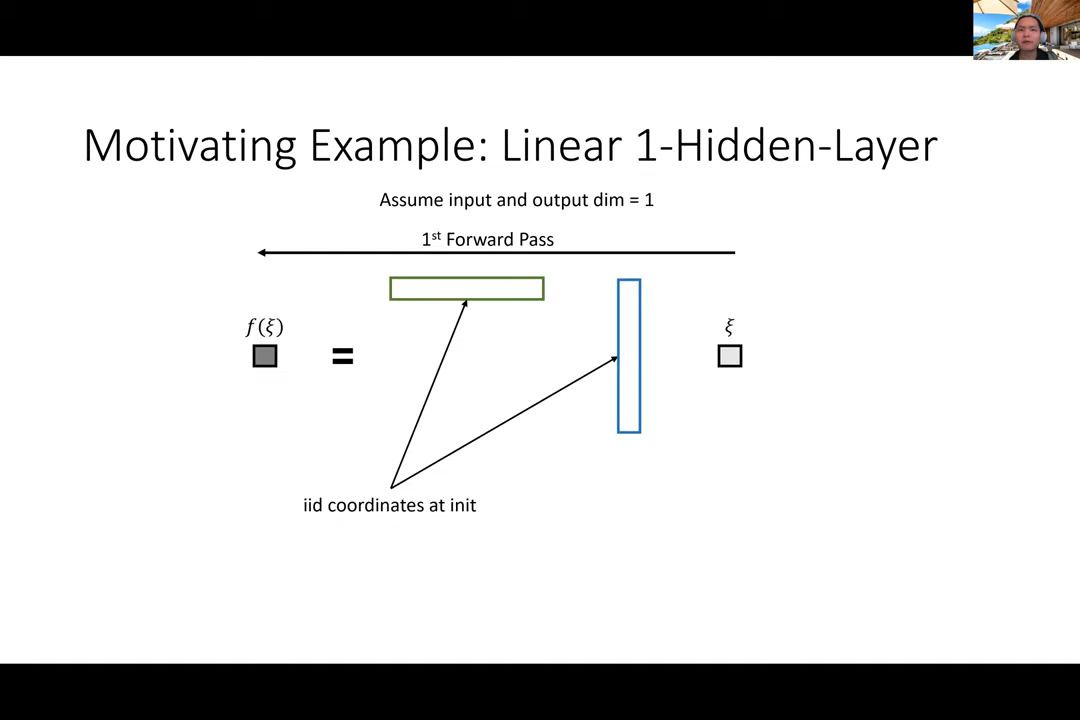 Motivating Example: Linear 1-Hidden-Layer
Assume input and output dim = 1
1st Forward Pass
f(ξ)
=
ξ
iid coordinates at init